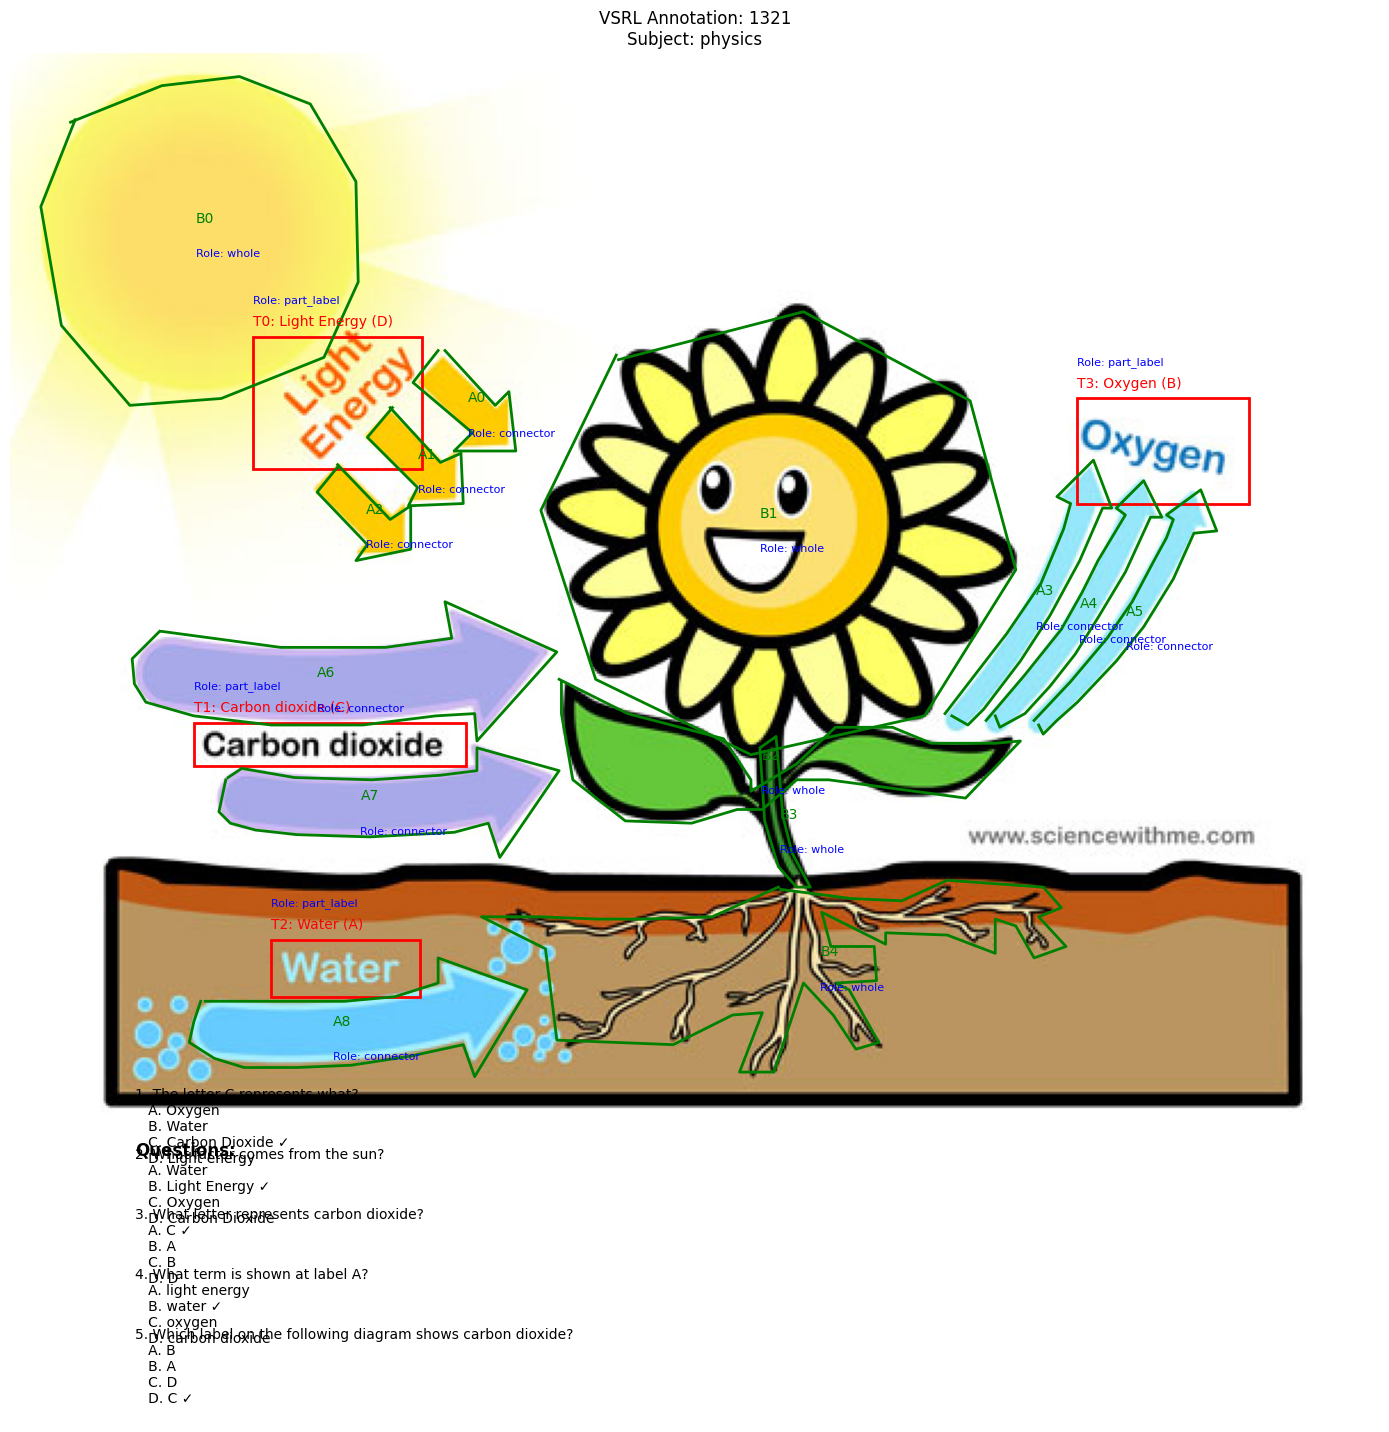 VSRL Annotation: 1321
Subject: physics
B0
Role: whole
Role: part_label
T0: Light Energy (D)
Light
Energy
A0
Role: connector
A1
Role: connector
A2
Role: connector
B1
Role: whole
Role: part_label
T3: Oxygen (B)
Oxygen
A3
Role: connector
A4
Role: connector
A5
Role: connector
A6
Role: connector
Role: part_label
T1: Carbon dioxide (C)
Carbon dioxide
A7
Role: connector
B2
Role: whole
B3
Role: whole
www.sciencewithme.com
Role: part_label
T2: Water (A)
Water
A8
Role: connector
B4
Role: whole
1. The letter C represents what?
A. Oxygen
B. Water
C. Carbon Dioxide ✓
D. Light energy
Questions:
2. What factor comes from the sun?
A. Water
B. Light Energy ✓
C. Oxygen
D. Carbon Dioxide
3. What letter represents carbon dioxide?
A. C ✓
B. A
C. B
D. D
4. What term is shown at label A?
A. light energy
B. water ✓
C. oxygen
D. carbon dioxide
5. Which label on the following diagram shows carbon dioxide?
A. B
B. A
C. D
D. C ✓